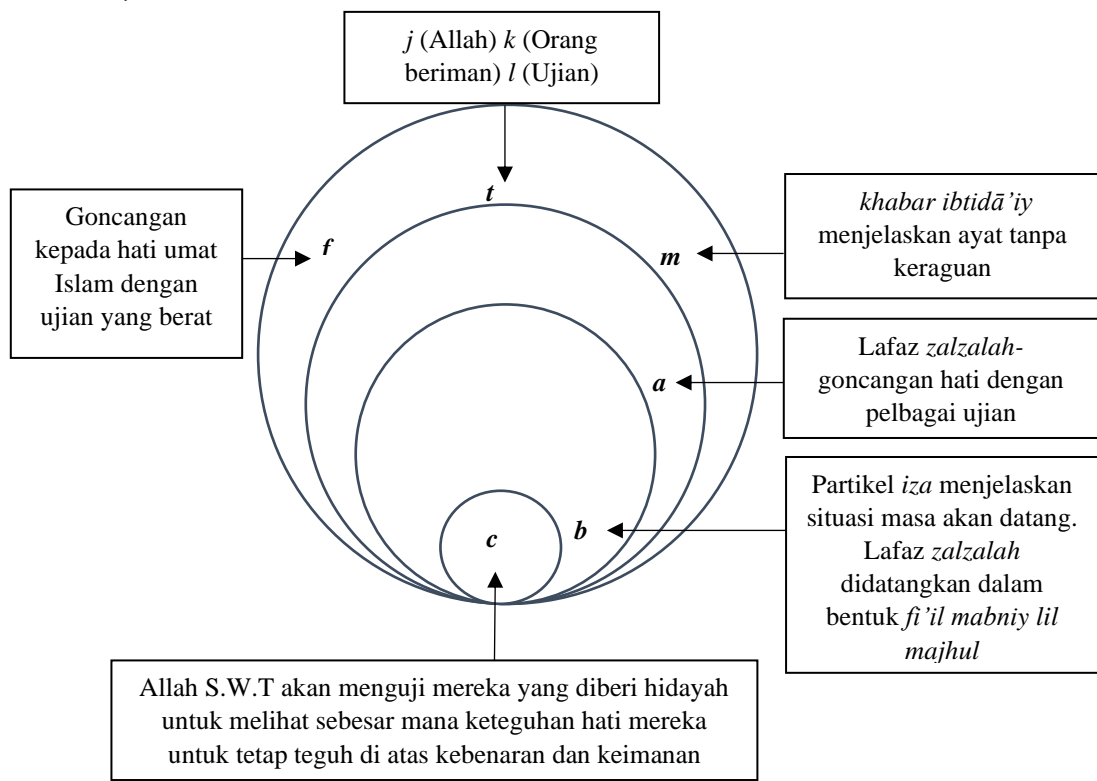 j (Allah) k (Orang
beriman) l (Ujian)
t
Goncangan
kepada hati umat
Islam dengan
ujian yang berat
f
m
khabar ibtidā’iy
menjelaskan ayat tanpa
keraguan
a
Lafaz zalzalah-
goncangan hati dengan
pelbagai ujian
b
Partikel iza menjelaskan
situasi masa akan datang.
Lafaz zalzalah
didatangkan dalam
bentuk fi’il mabniy lil
majhul
c
Allah S.W.T akan menguji mereka yang diberi hidayah
untuk melihat sebesar mana keteguhan hati mereka
untuk tetap teguh di atas kebenaran dan keimanan